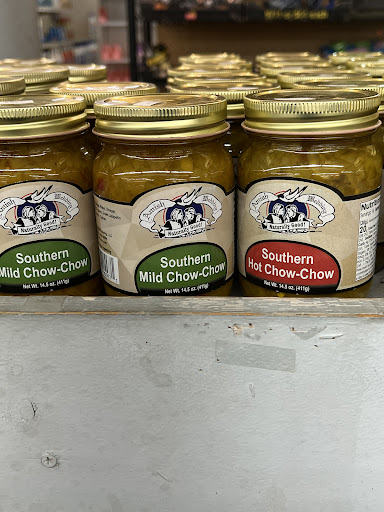 Amish Wedding
Naturally Good!
Southern
Mild Chow-Chow
Net Wt. 14.5 oz. (411g)
Amish Wedding
Naturally Good!
Southern
Mild Chow-Chow
Net Wt. 14.5 oz. (411g)
Amish Wedding
Naturally Good!
Southern
Hot Chow-Chow
Net Wt. 14.5 oz. (411g)